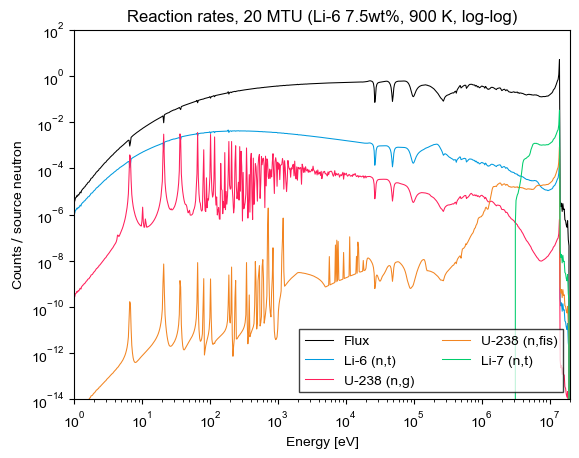 Reaction rates, 20 MTU (Li-6 7.5wt%, 900 K, log-log)
Counts / source neutron
10^2
10^0
10^-2
10^-4
10^-6
10^-8
10^-10
10^-12
10^-14
Flux
Li-6 (n,t)
U-238 (n,g)
U-238 (n,fis)
Li-7 (n,t)
10^0 10^1 10^2 10^3 10^4 10^5 10^6 10^7
Energy [eV]